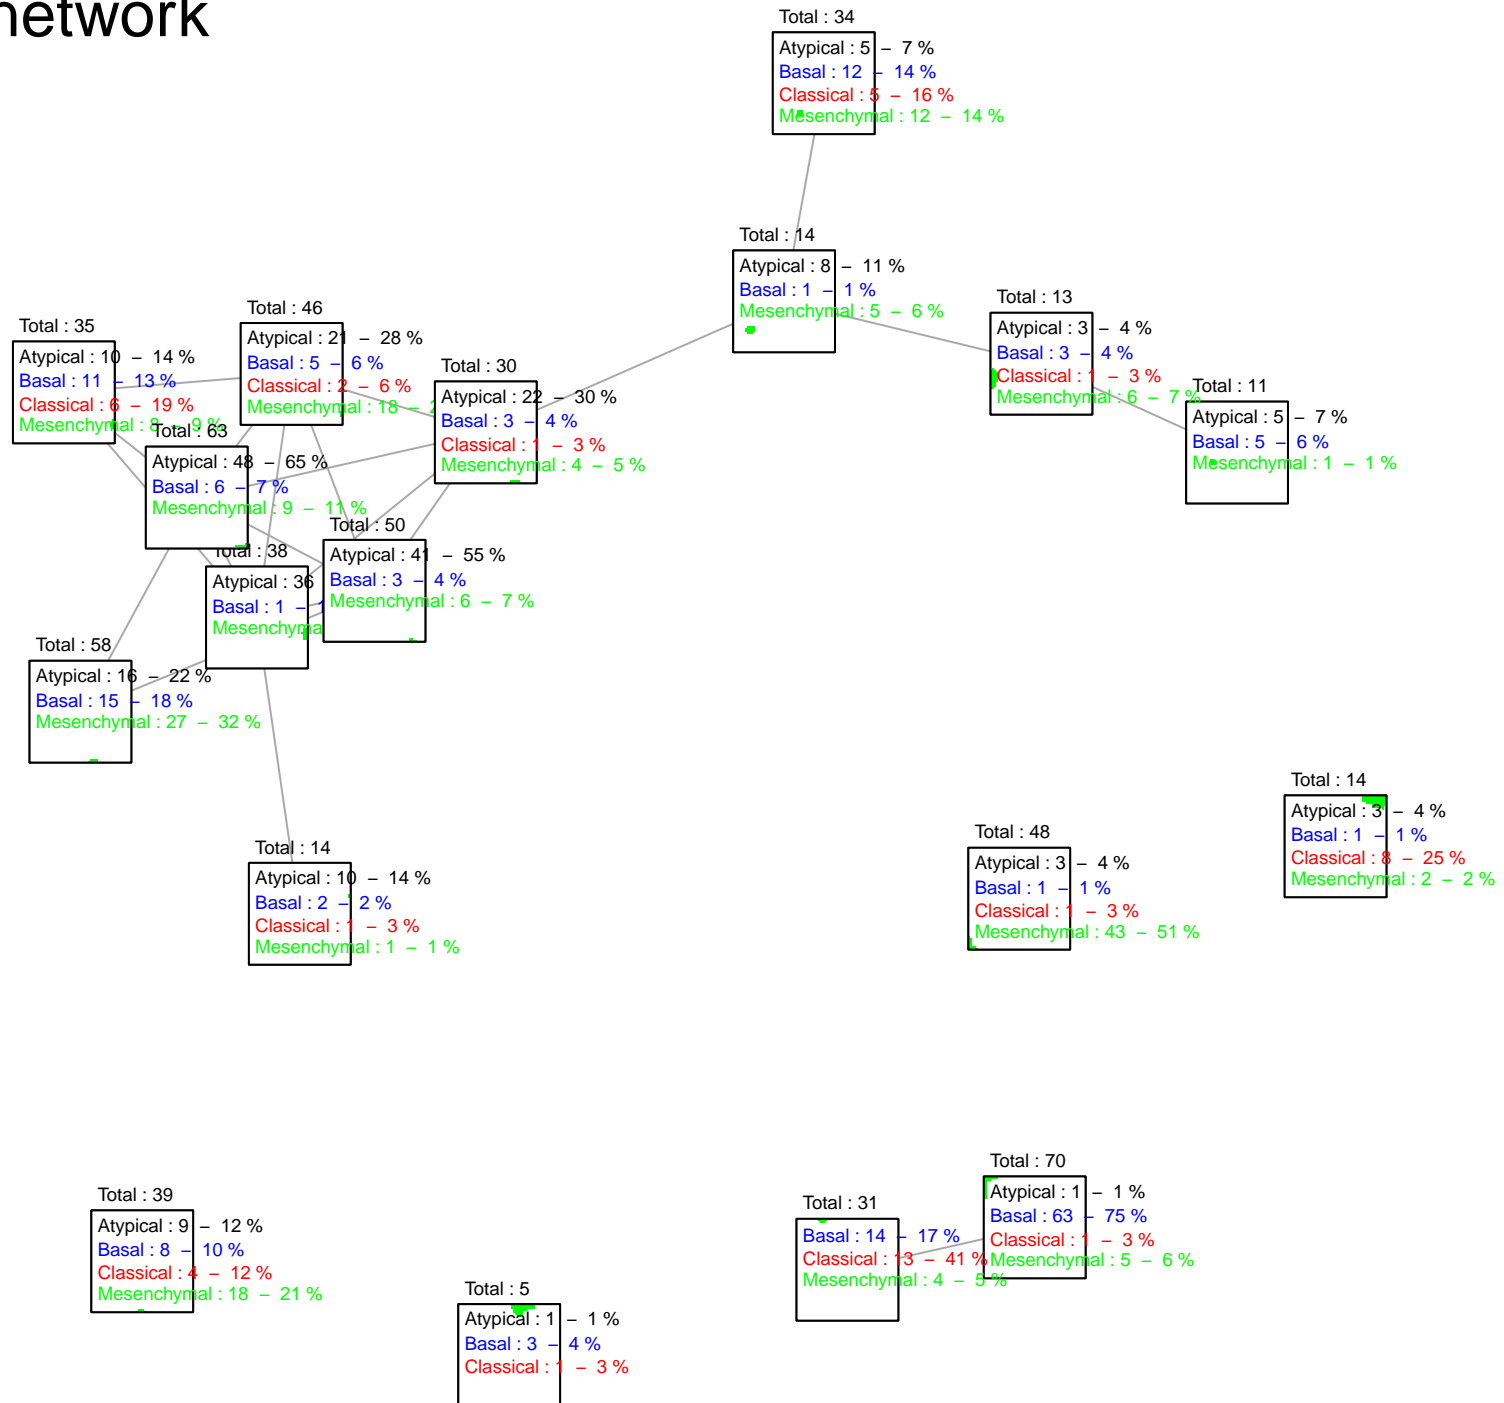 network
Total : 34
Atypical : 5 – 7 %
Basal : 12 – 14 %
Classical : 5 – 16 %
Mesenchymal : 12 – 14 %
Total : 14
Atypical : 8 – 11 %
Basal : 1 – 1 %
Mesenchymal : 5 – 6 %
Total : 13
Atypical : 3 – 4 %
Basal : 3 – 4 %
Classical : 1 – 3 %
Mesenchymal : 6 – 7 %
Total : 11
Atypical : 5 – 7 %
Basal : 5 – 6 %
Mesenchymal : 1 – 1 %
Total : 46
Atypical : 21 – 28 %
Basal : 5 – 6 %
Classical : 2 – 6 %
Mesenchymal : 18 –
Total : 35
Atypical : 10 – 14 %
Basal : 11 – 13 %
Classical : 6 – 19 %
Mesenchymal : 8 – 9 %
Total : 30
Atypical : 22 – 30 %
Basal : 3 – 4 %
Classical : 1 – 3 %
Mesenchymal : 4 – 5 %
Total : 63
Atypical : 48 – 65 %
Basal : 6 – 7 %
Mesenchymal : 9 – 11 %
Total : 50
Atypical : 41 – 55 %
Basal : 3 – 4 %
Mesenchymal : 6 – 7 %
Total : 38
Atypical : 36
Basal : 1 –
Mesenchyma
Total : 58
Atypical : 16 – 22 %
Basal : 15 – 18 %
Mesenchymal : 27 – 32 %
Total : 14
Atypical : 10 – 14 %
Basal : 2 – 2 %
Classical : 1 – 3 %
Mesenchymal : 1 – 1 %
Total : 14
Atypical : 3 – 4 %
Basal : 1 – 1 %
Classical : 8 – 25 %
Mesenchymal : 2 – 2 %
Total : 48
Atypical : 3 – 4 %
Basal : 1 – 1 %
Classical : 1 – 3 %
Mesenchymal : 43 – 51 %
Total : 70
Atypical : 1 – 1 %
Basal : 63 – 75 %
Classical : 1 – 3 %
Mesenchymal : 5 – 6 %
Total : 31
Basal : 14 – 17 %
Classical : 13 – 41 %
Mesenchymal : 4 – 5 %
Total : 39
Atypical : 9 – 12 %
Basal : 8 – 10 %
Classical : 4 – 12 %
Mesenchymal : 18 – 21 %
Total : 5
Atypical : 1 – 1 %
Basal : 3 – 4 %
Classical : 1 – 3 %